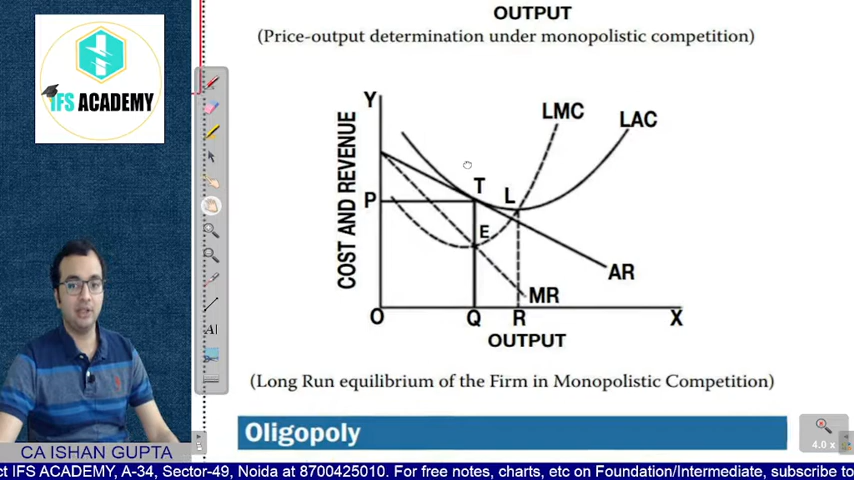 IFS ACADEMY
OUTPUT
(Price-output determination under monopolistic competition)
Y
COST AND REVENUE
LMC
LAC
T
L
P
E
AR
MR
O
Q
R
X
OUTPUT
(Long Run equilibrium of the Firm in Monopolistic Competition)
Oligopoly
A
4.0 x
CA ISHAN GUPTA
ct IFS ACADEMY, A-34, Sector-49, Noida at 8700425010. For free notes, charts, etc on Foundation/Intermediate, subscribe to